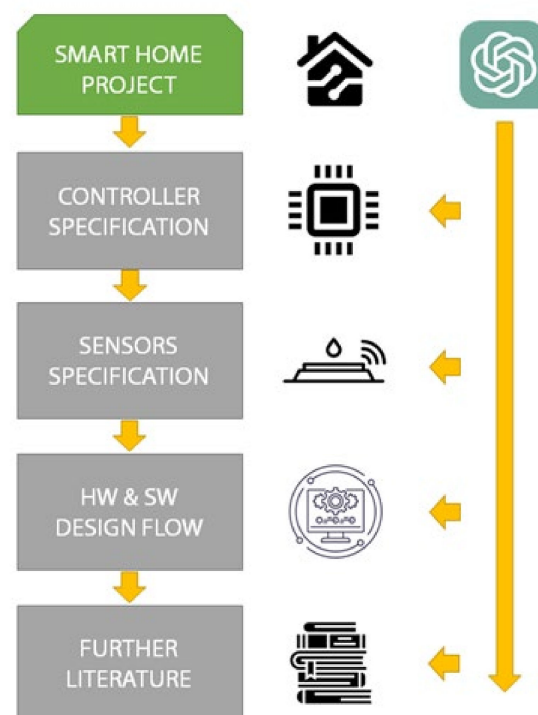 SMART HOME
PROJECT
CONTROLLER
SPECIFICATION
SENSORS
SPECIFICATION
HW & SW
DESIGN FLOW
FURTHER
LITERATURE